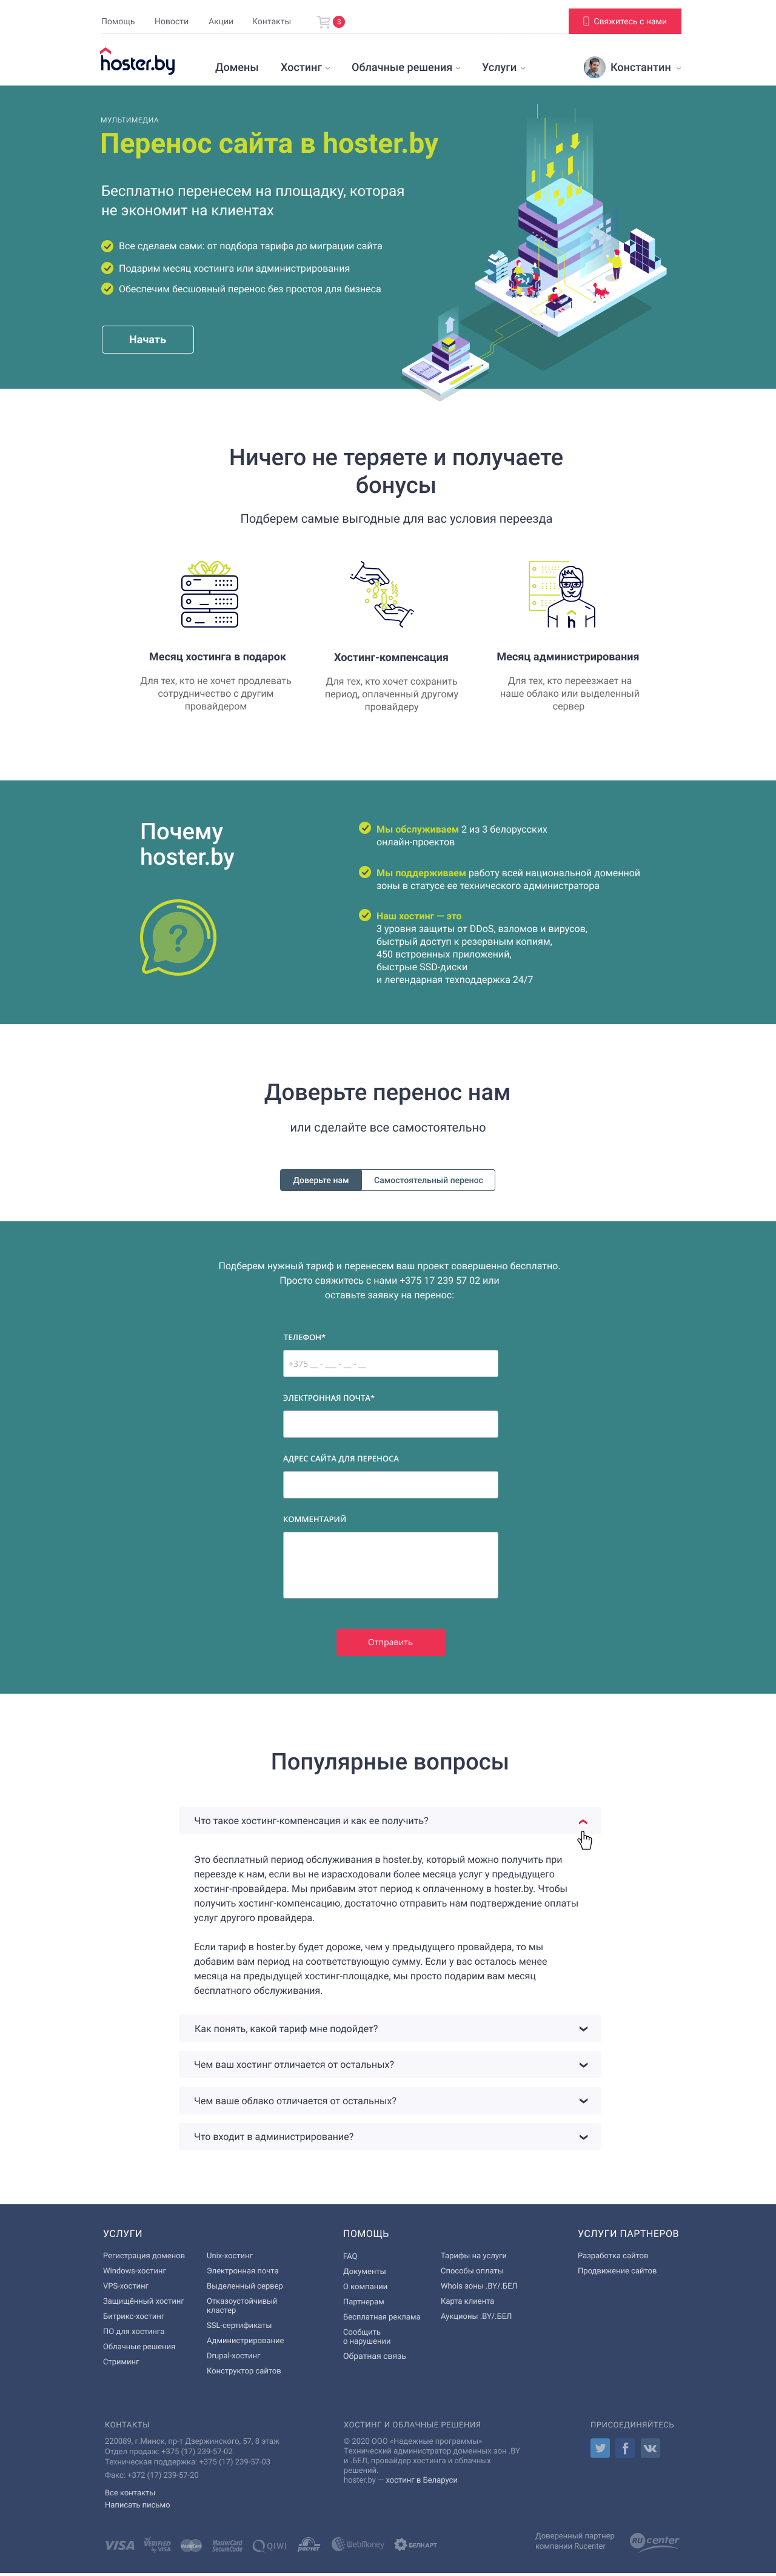 Помощь Новости Акции Контакты 3 Свяжитесь с нами
hoster.by Домены Хостинг Облачные решения Услуги Константин
МУЛЬТИМЕДИА
Перенос сайта в hoster.by
Бесплатно перенесем на площадку, которая
не экономит на клиентах
Все сделаем сами: от подбора тарифа до миграции сайта
Подарим месяц хостинга или администрирования
Обеспечим бесшовный перенос без простоя для бизнеса
Начать
Ничего не теряете и получаете
бонусы
Подберем самые выгодные для вас условия переезда
h
Месяц хостинга в подарок
Для тех, кто не хочет продлевать
сотрудничество с другим
провайдером
Хостинг-компенсация
Для тех, кто хочет сохранить
период, оплаченный другому
провайдеру
Месяц администрирования
Для тех, кто переезжает на
наше облако или выделенный
сервер
Почему
hoster.by
?
Мы обслуживаем 2 из 3 белорусских
онлайн-проектов
Мы поддерживаем работу всей национальной доменной
зоны в статусе ее технического администратора
Наш хостинг — это
3 уровня защиты от DDoS, взломов и вирусов,
быстрый доступ к резервным копиям,
450 встроенных приложений,
быстрые SSD-диски
и легендарная техподдержка 24/7
Доверьте перенос нам
или сделайте все самостоятельно
Доверьте нам Самостоятельный перенос
Подберем нужный тариф и перенесем ваш проект совершенно бесплатно.
Просто свяжитесь с нами +375 17 239 57 02 или
оставьте заявку на перенос:
ТЕЛЕФОН*
+375 __ - ___ - __ - __
ЭЛЕКТРОННАЯ ПОЧТА*
АДРЕС САЙТА ДЛЯ ПЕРЕНОСА
КОММЕНТАРИЙ
Отправить
Популярные вопросы
Что такое хостинг-компенсация и как ее получить?
Это бесплатный период обслуживания в hoster.by, который можно получить при
переезде к нам, если вы не израсходовали более месяца услуг у предыдущего
хостинг-провайдера. Мы прибавим этот период к оплаченному в hoster.by. Чтобы
получить хостинг-компенсацию, достаточно отправить нам подтверждение оплаты
услуг другого провайдера.
Если тариф в hoster.by будет дороже, чем у предыдущего провайдера, то мы
добавим вам период на соответствующую сумму. Если у вас осталось менее
месяца на предыдущей хостинг-площадке, мы просто подарим вам месяц
бесплатного обслуживания.
Как понять, какой тариф мне подойдет?
Чем ваш хостинг отличается от остальных?
Чем ваше облако отличается от остальных?
Что входит в администрирование?
УСЛУГИ
Регистрация доменов
Windows-хостинг
VPS-хостинг
Защищённый хостинг
Битрикс-хостинг
ПО для хостинга
Облачные решения
Стриминг
Unix-хостинг
Электронная почта
Выделенный сервер
Отказоустойчивый
кластер
SSL-сертификаты
Администрирование
Drupal-хостинг
Конструктор сайтов
ПОМОЩЬ
FAQ
Документы
О компании
Партнерам
Бесплатная реклама
Сообщить
о нарушении
Обратная связь
Тарифы на услуги
Способы оплаты
Whois зоны .BY/.БЕЛ
Карта клиента
Аукционы .BY/.БЕЛ
УСЛУГИ ПАРТНЕРОВ
Разработка сайтов
Продвижение сайтов
КОНТАКТЫ
220089, г.Минск, пр-т Дзержинского, 57, 8 этаж
Отдел продаж: +375 (17) 239-57-02
Техническая поддержка: +375 (17) 239-57-03
Факс: +372 (17) 239-57-20
Все контакты
Написать письмо
ХОСТИНГ И ОБЛАЧНЫЕ РЕШЕНИЯ
© 2020 ООО «Надежные программы»
Технический администратор доменных зон .BY
и .БЕЛ, провайдер хостинга и облачных
решений.
hoster.by — хостинг в Беларуси
ПРИСОЕДИНЯЙТЕСЬ
VISA VERIFIED by VISA MasterCard MasterCard SecureCode QIWI расчет WebMoney БЕЛКАРТ
Доверенный партнер
компании Rucenter
RU center